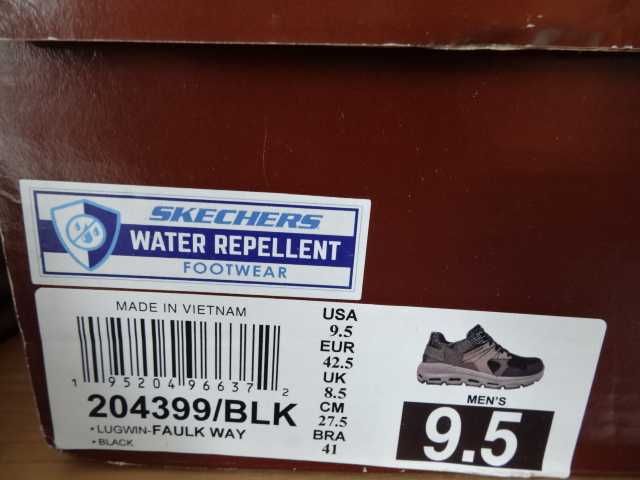 SKECHERS
WATER REPELLENT
FOOTWEAR
MADE IN VIETNAM
1 95204 96637 2
204399/BLK
• LUGWIN-FAULK WAY
• BLACK
USA
9.5
EUR
42.5
UK
8.5
CM
27.5
BRA
41
MEN'S
9.5